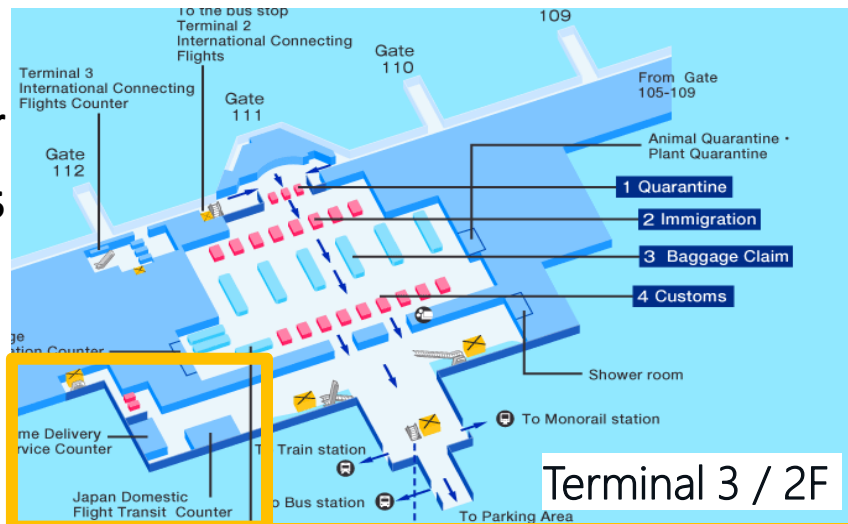 To the bus stop
Terminal 2
International Connecting
Flights
109
Gate
110
Terminal 3
International Connecting
Flights Counter
From Gate
105-109
Gate
111
Animal Quarantine・
Plant Quarantine
Gate
112
1 Quarantine
2 Immigration
3 Baggage Claim
4 Customs
Counter
Shower room
To Monorail station
Delivery
Counter
Train station
Terminal 3 / 2F
Japan Domestic
Flight Transit Counter
Bus station
To Parking Area